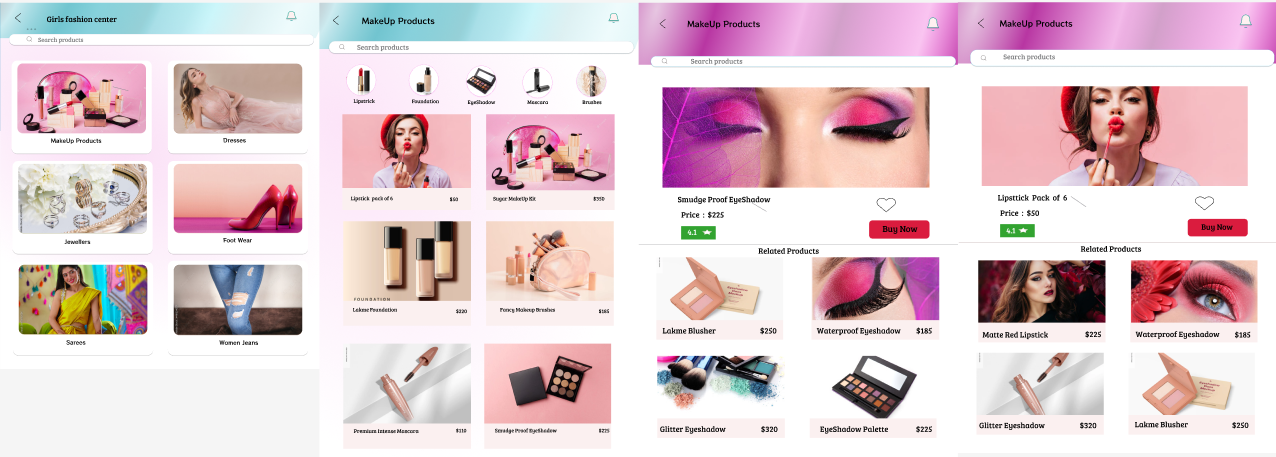 Girls fashion center
Search products
MakeUp Products
Dresses
Jewellers
Foot Wear
Sarees
Women Jeans
MakeUp Products
Search products
Lipstrick
Foundation
EyeShadow
Mascara
Brushes
Lipstick pack of 6
$50
Sugar MakeUp Kit
$550
FOUNDATION
Lakme Foundation
$220
Fancy Makeup Brushes
$185
Premium Intense Mascara
$110
Smudge Proof EyeShadow
$225
MakeUp Products
Search products
Smudge Proof EyeShadow
Price : $225
4.1
Buy Now
Related Products
Lakme Blusher
$250
Waterproof Eyeshadow
$185
Glitter Eyeshadow
$320
EyeShadow Palette
$225
MakeUp Products
Search products
Lipsttick Pack of 6
Price : $50
4.1
Buy Now
Related Products
Matte Red Lipstick
$225
Waterproof Eyeshadow
$185
Glitter Eyeshadow
$320
Lakme Blusher
$250